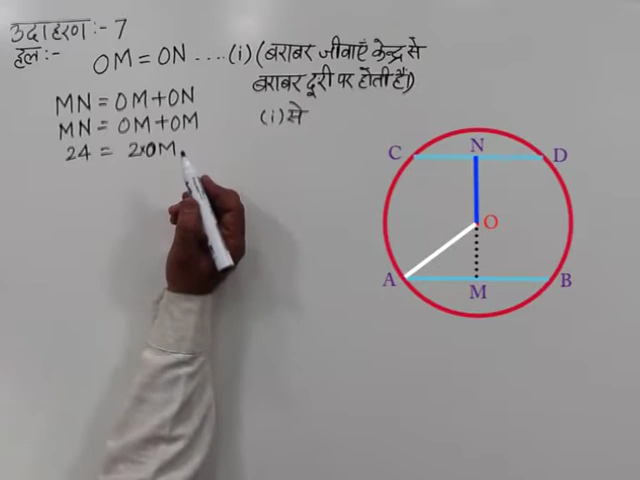 उदाहरण :- 7
हल :-
OM = ON ....(i) (बराबर जीवाएँ केन्द्र से
बराबर दूरी पर होती हैं।)
MN = OM + ON
MN = OM + OM (i) से
24 = 2×OM
C N D
O
A M B